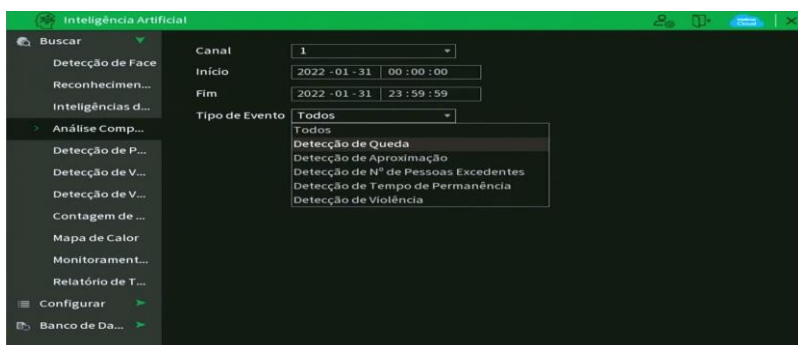 Inteligência Artificial
Buscar
Detecção de Face
Reconhecimen...
Inteligências d...
Análise Comp...
Detecção de P...
Detecção de V...
Detecção de V...
Contagem de ...
Mapa de Calor
Monitorament...
Relatório de T...
Configurar
Banco de Da...
Canal 1
Início 2022 - 01 - 31 00 : 00 : 00
Fim 2022 - 01 - 31 23 : 59 : 59
Tipo de Evento Todos
Todos
Detecção de Queda
Detecção de Aproximação
Detecção de Nº de Pessoas Excedentes
Detecção de Tempo de Permanência
Detecção de Violência